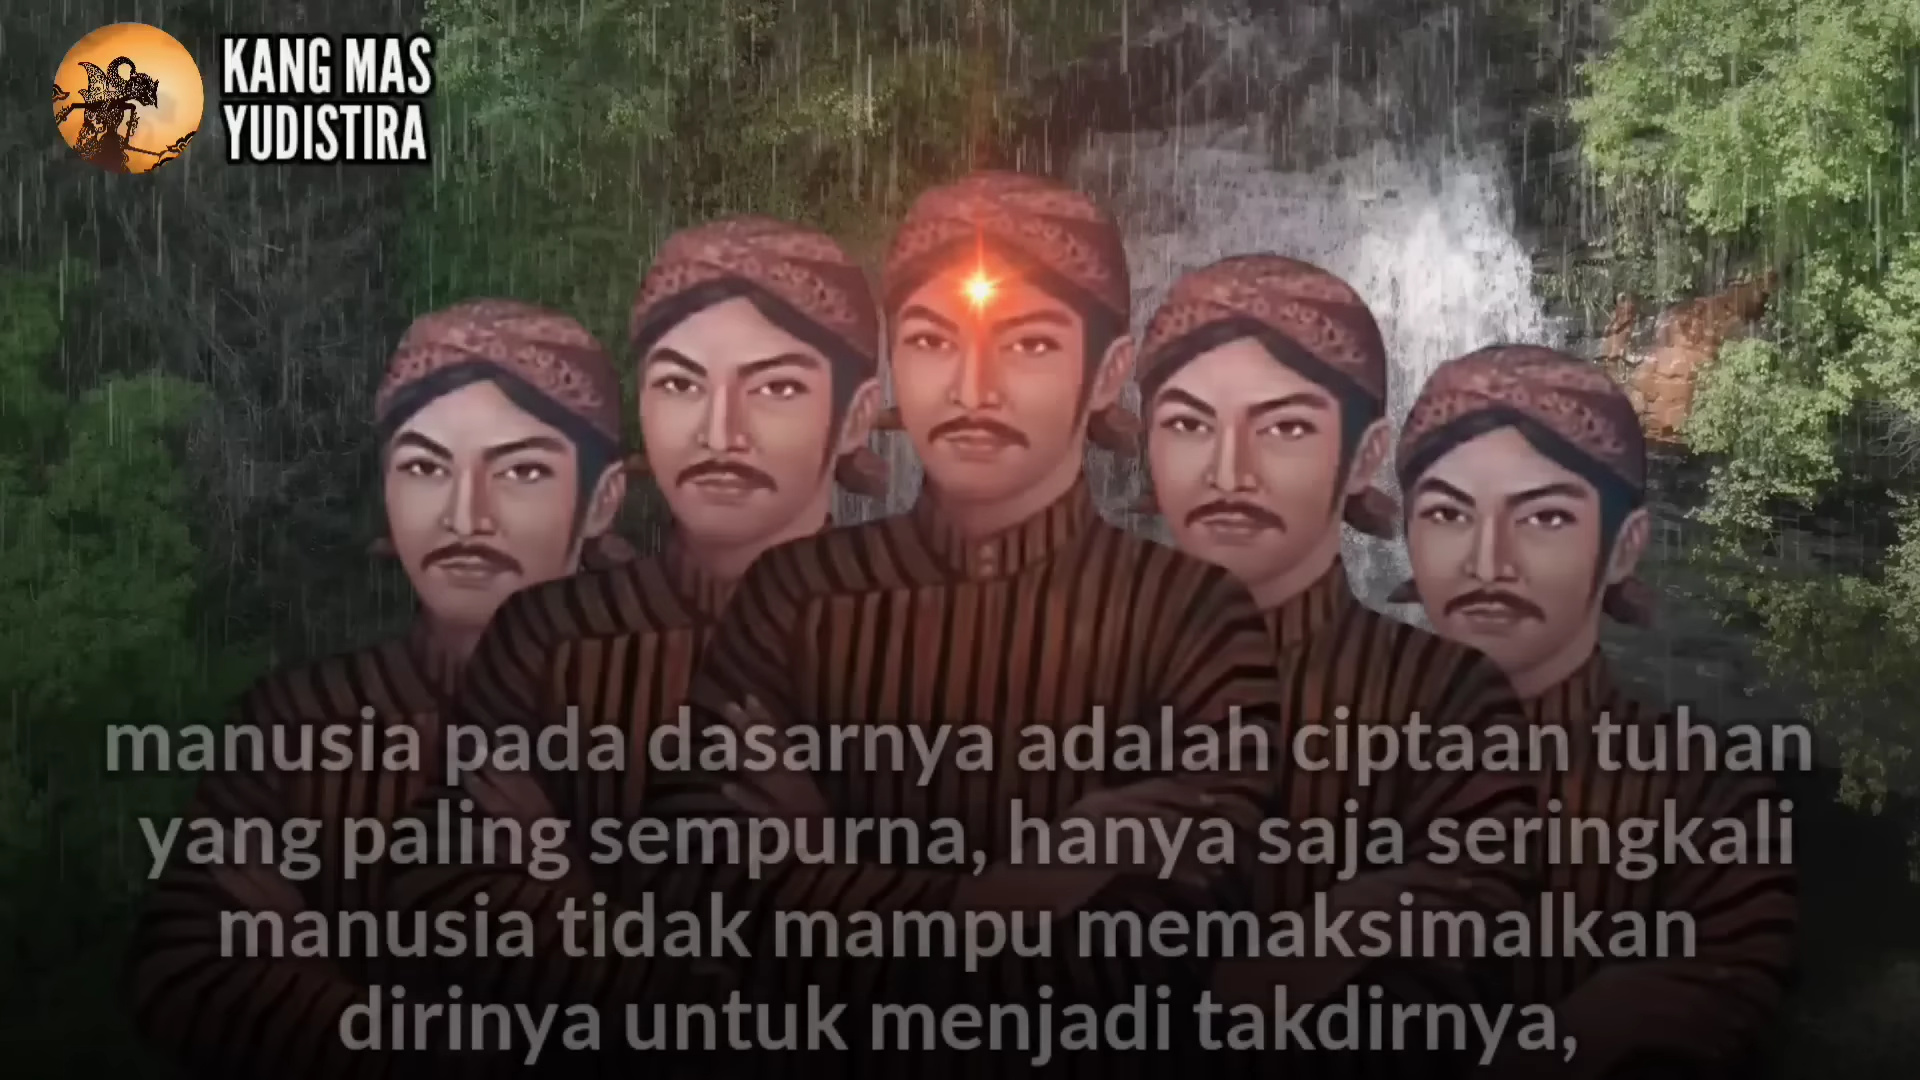 KANG MAS
YUDISTIRA
manusia pada dasarnya adalah ciptaan tuhan
yang paling sempurna, hanya saja seringkali
manusia tidak mampu memaksimalkan
dirinya untuk menjadi takdirnya,